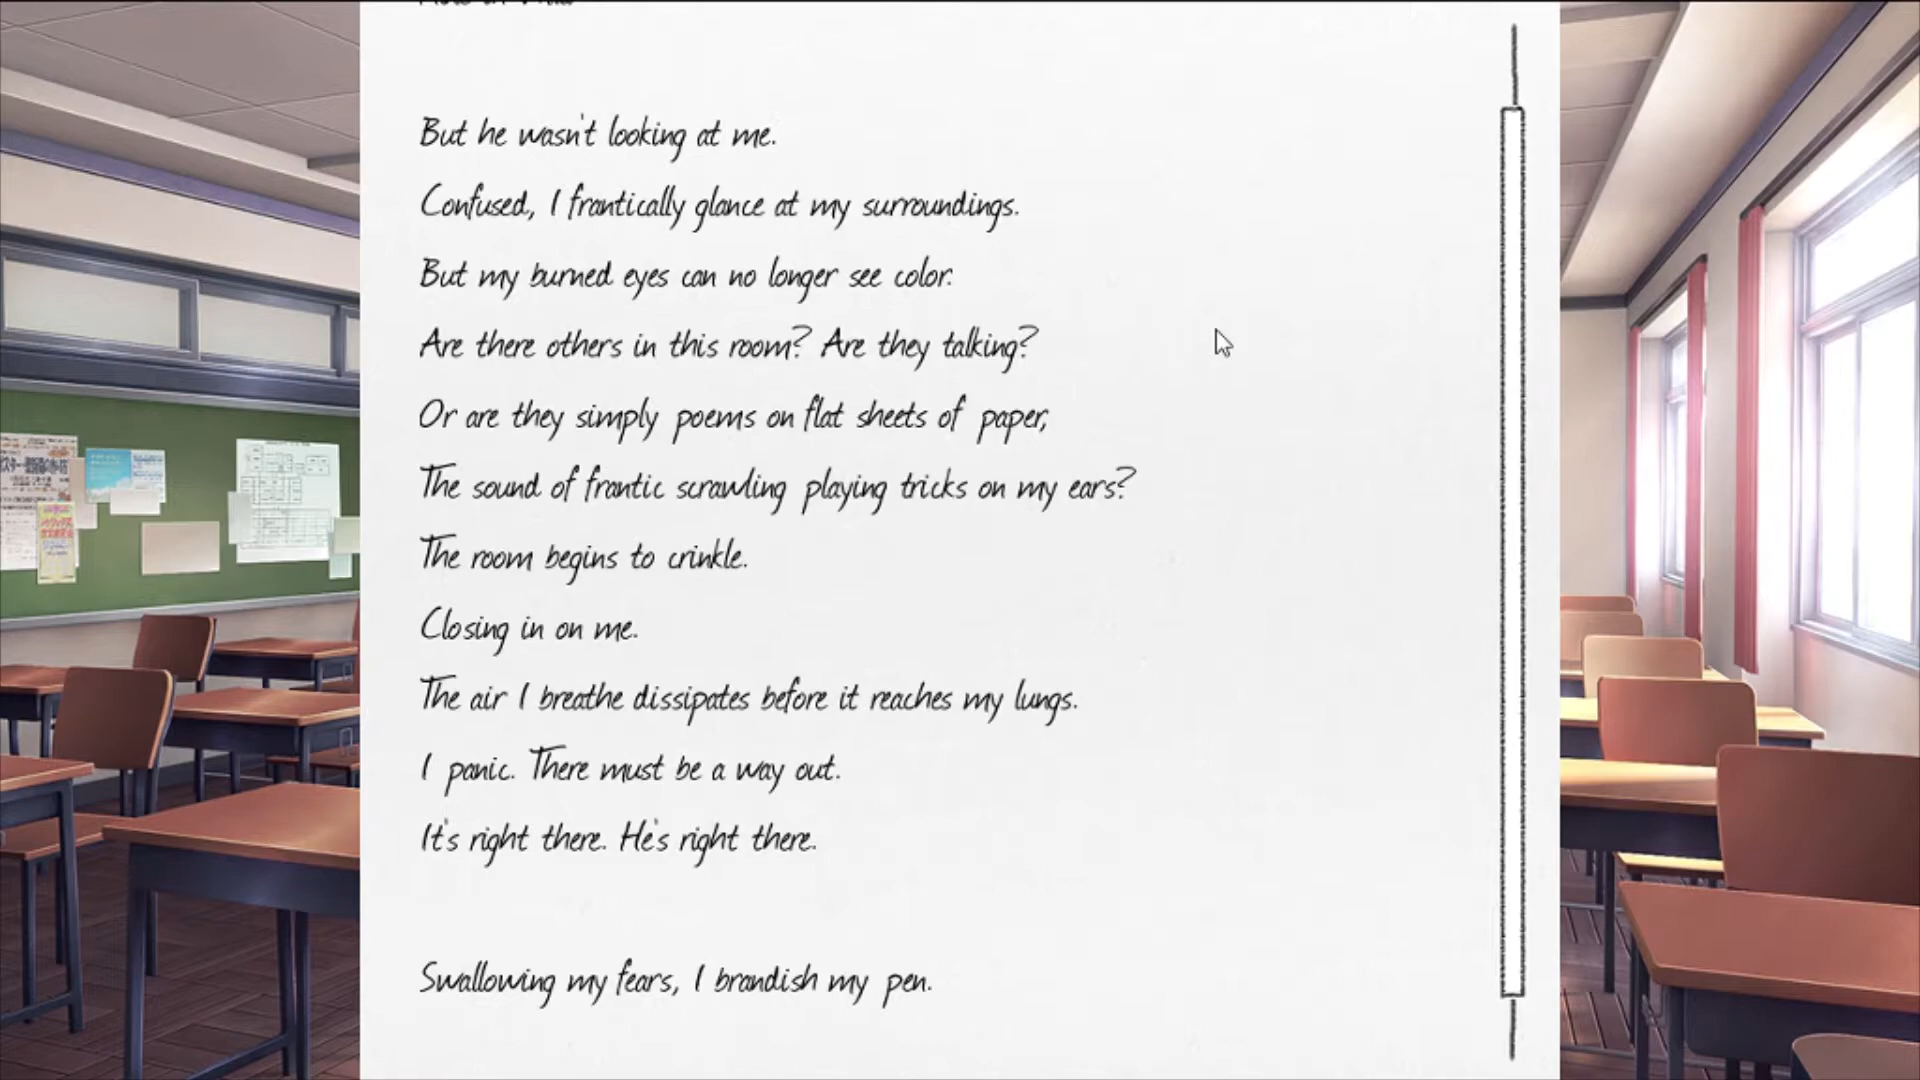 But he wasn't looking at me.
Confused, I frantically glance at my surroundings.
But my burned eyes can no longer see color.
Are there others in this room? Are they talking?
Or are they simply poems on flat sheets of paper,
The sound of frantic scrawling playing tricks on my ears?
The room begins to crinkle.
Closing in on me.
The air I breathe dissipates before it reaches my lungs.
I panic. There must be a way out.
It's right there. He's right there.
Swallowing my fears, I brandish my pen.